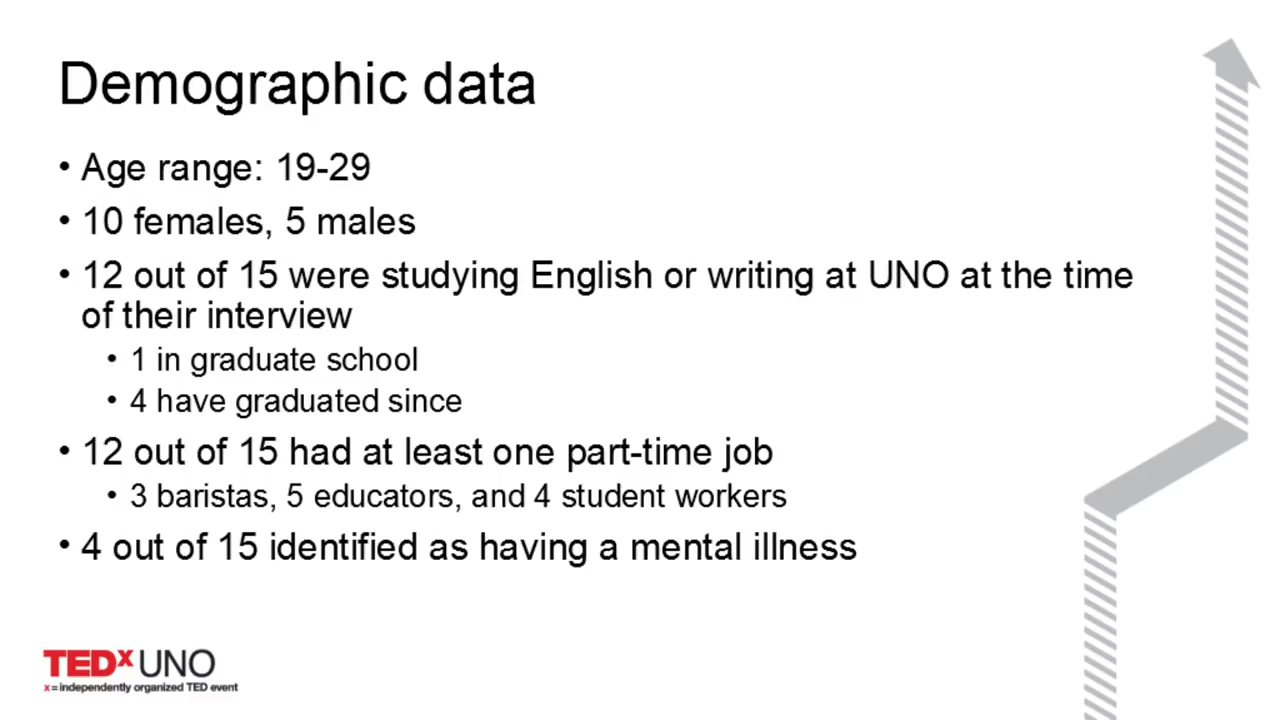 Demographic data
• Age range: 19-29
• 10 females, 5 males
• 12 out of 15 were studying English or writing at UNO at the time
of their interview
• 1 in graduate school
• 4 have graduated since
• 12 out of 15 had at least one part-time job
• 3 baristas, 5 educators, and 4 student workers
• 4 out of 15 identified as having a mental illness
TEDx UNO
x = independently organized TED event